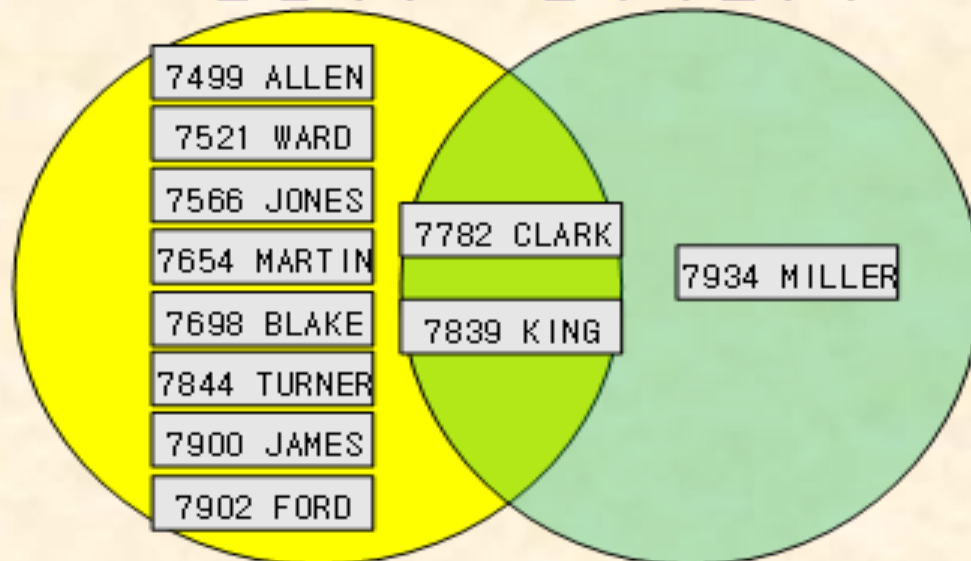 7499 ALLEN
7521 WARD
7566 JONES
7654 MARTIN
7698 BLAKE
7844 TURNER
7900 JAMES
7902 FORD
7782 CLARK
7839 KING
7934 MILLER